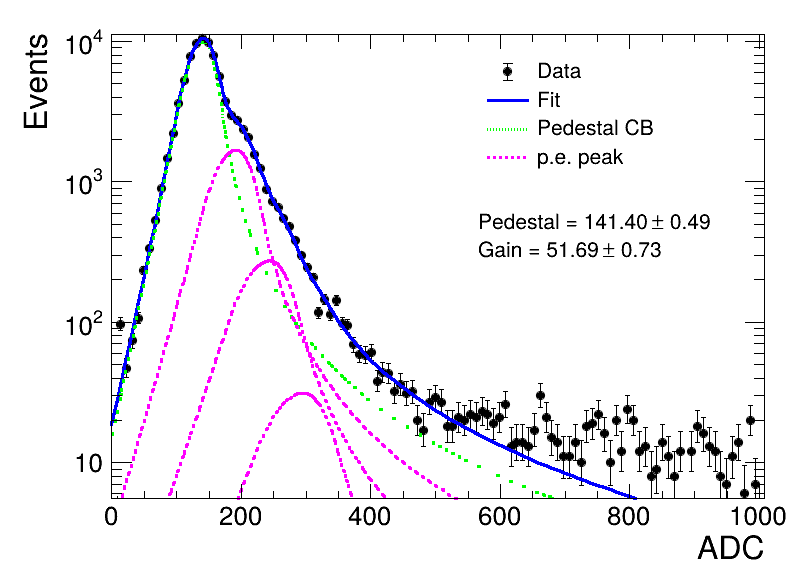 Events
10⁴
10³
10²
10
Data
Fit
Pedestal CB
p.e. peak
Pedestal = 141.40 ± 0.49
Gain = 51.69 ± 0.73
0 200 400 600 800 1000
ADC